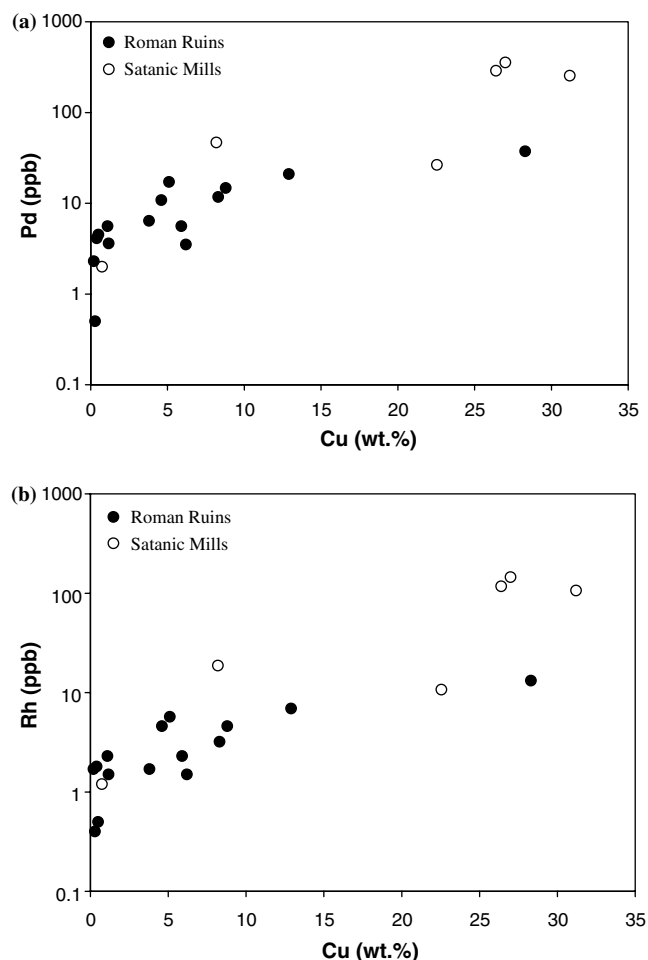 (a)
1000
100
10
1
0.1
Pd (ppb)
Roman Ruins
Satanic Mills
0 5 10 15 20 25 30 35
Cu (wt.%)
(b)
1000
100
10
1
0.1
Rh (ppb)
Roman Ruins
Satanic Mills
0 5 10 15 20 25 30 35
Cu (wt.%)